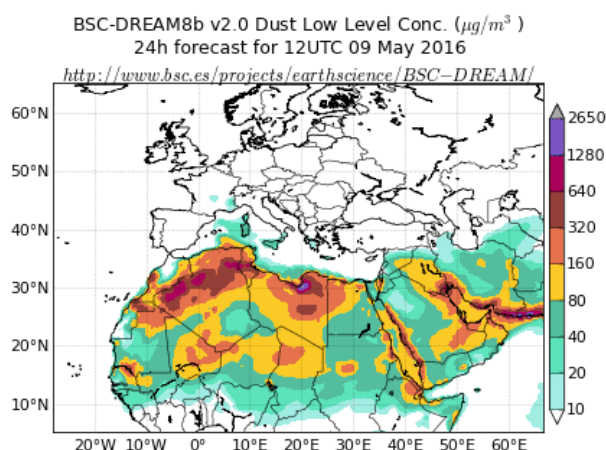 BSC-DREAM8b v2.0 Dust Low Level Conc. (μg/m³ )
24h forecast for 12UTC 09 May 2016
http://www.bsc.es/projects/earthscience/BSC−DREAM/
60°N
50°N
40°N
30°N
20°N
10°N
20°W
10°W
0°
10°E
20°E
30°E
40°E
50°E
60°E
2650
1280
640
320
160
80
40
20
10